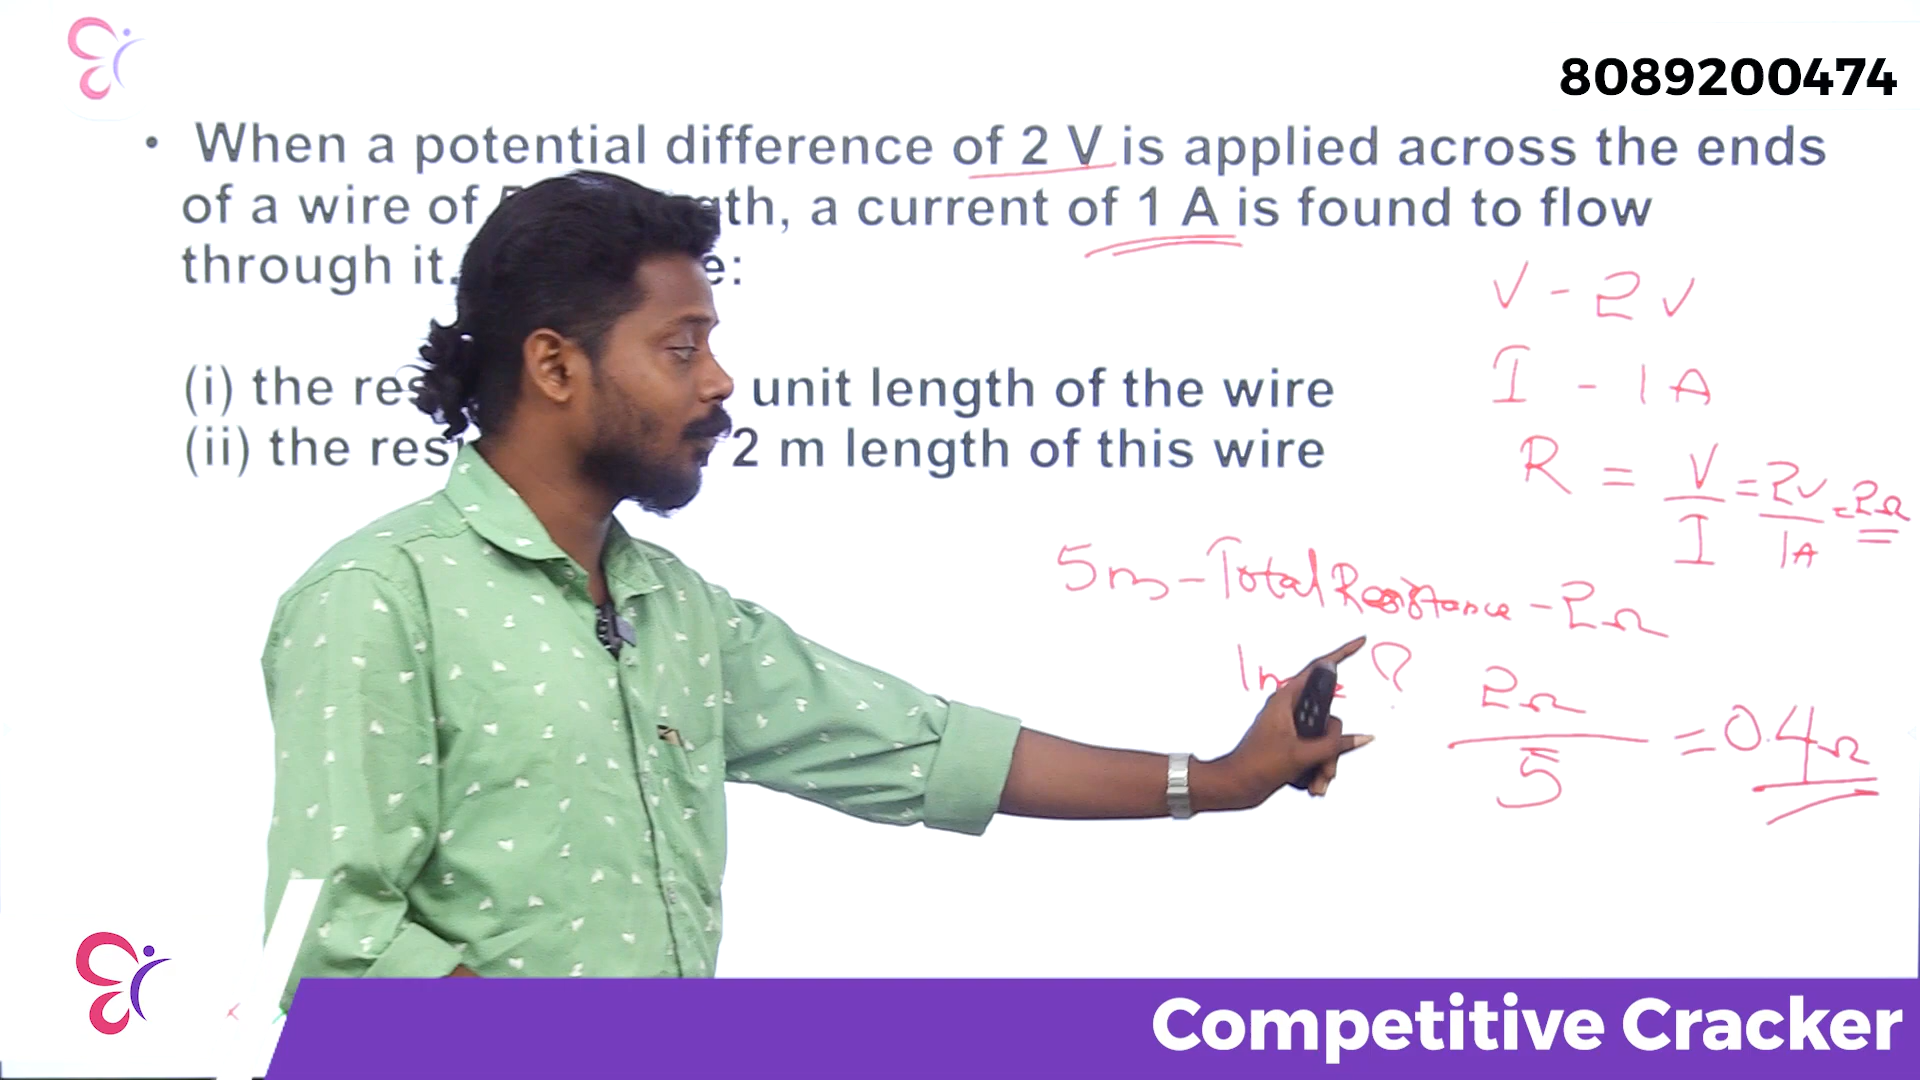 8089200474
• When a potential difference of 2 V is applied across the ends
of a wire of gth, a current of 1 A is found to flow
through it. e:
(i) the res unit length of the wire
(ii) the res 2 m length of this wire
V - 2V
I - 1A
R = V/I = 2V/1A = 2Ω
5m - Total Resistance - 2Ω
1m ?
2Ω/5 = 0.4Ω
Competitive Cracker